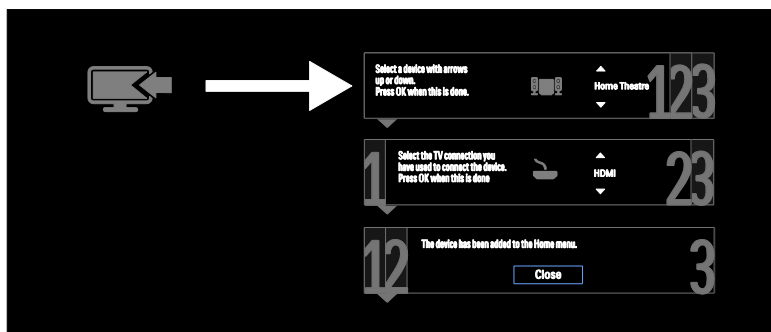 Select a device with arrows
up or down.
Press OK when this is done.
Home Theatre
123
1
Select the TV connection you
have used to connect the device.
Press OK when this is done
HDMI
23
12
The device has been added to the Home menu.
Close
3